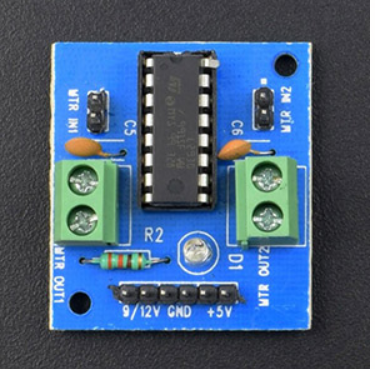 MTR IN1
C5
C6
MTR IN2
R2
D1
MTR OUT1
MTR OUT2
9/12V GND +5V